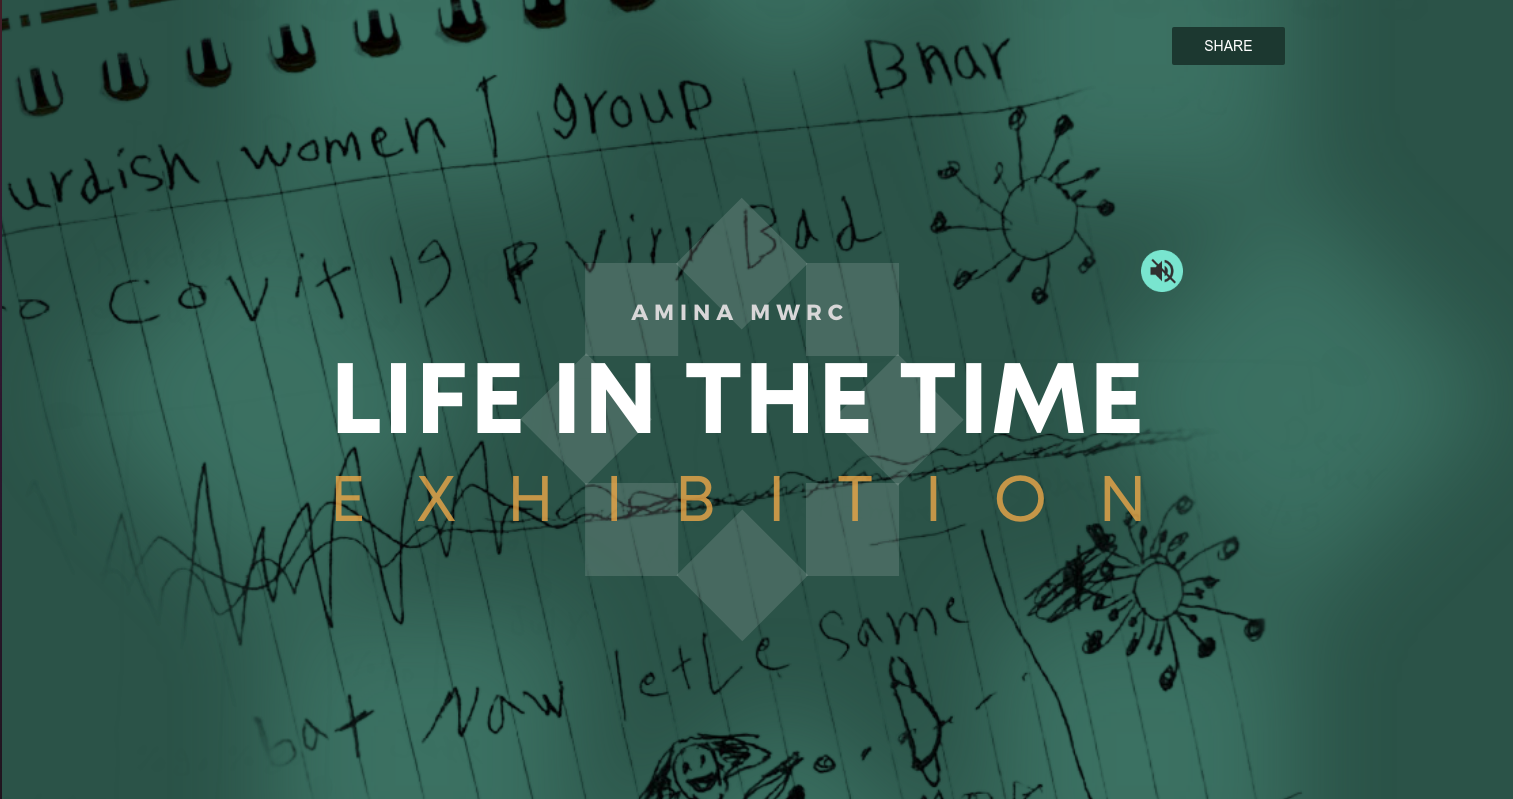 SHARE
urdish women group Bhar
o Covit 19 viry Bad
AMINA MWRC
LIFE IN THE TIME
EXHIBITION
bat Now letLe same